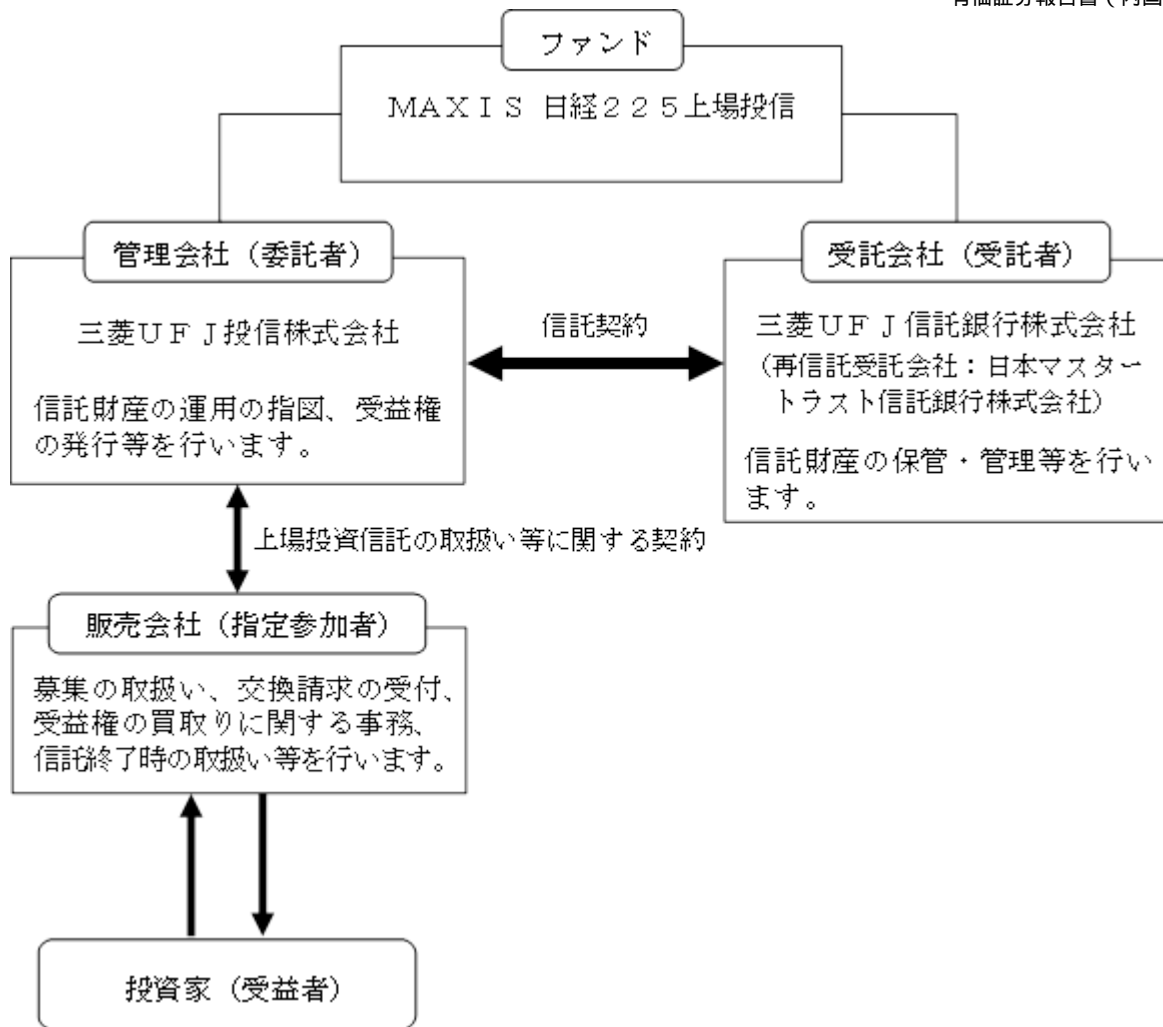 ファンド
ＭＡＸＩＳ 日経２２５上場投信
管理会社（委託者）
三菱ＵＦＪ投信株式会社
信託財産の運用の指図、受益権
の発行等を行います。
信託契約
受託会社（受託者）
三菱ＵＦＪ信託銀行株式会社
（再信託受託会社：日本マスター
トラスト信託銀行株式会社）
信託財産の保管・管理等を行い
ます。
上場投資信託の取扱い等に関する契約
販売会社（指定参加者）
募集の取扱い、交換請求の受付、
受益権の買取りに関する事務、
信託終了時の取扱い等を行います。
投資家（受益者）